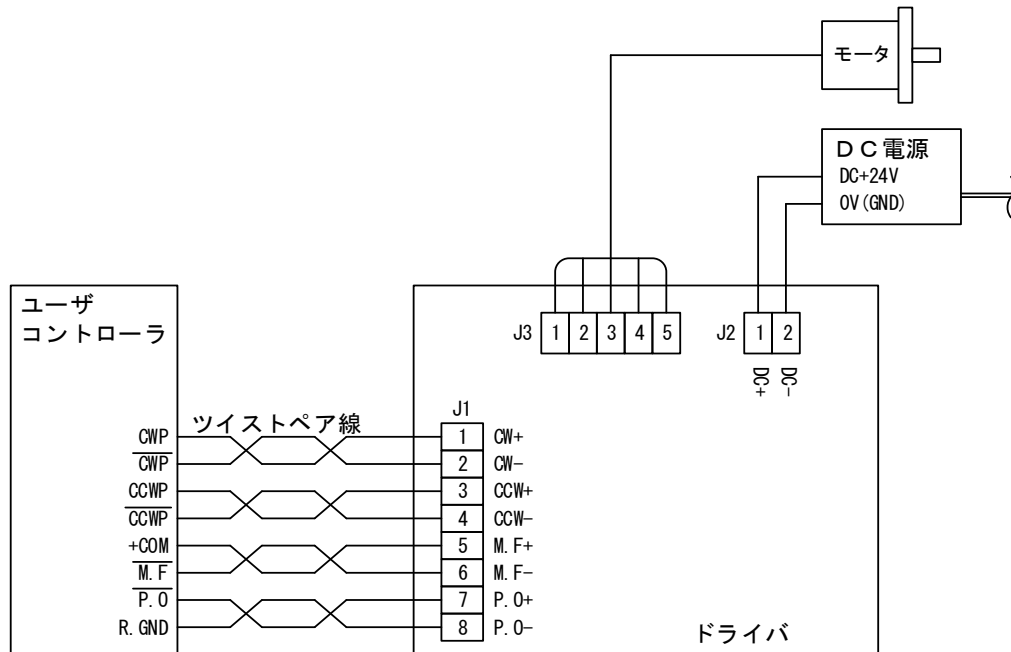 モータ
DC電源
DC+24V
0V(GND)
J3 1 2 3 4 5
J2 1 2
DC+ DC-
ユーザ
コントローラ
ツイストペア線
J1
CWP 1 CW+
C̅W̅P̅ 2 CW-
CCWP 3 CCW+
C̅C̅W̅P̅ 4 CCW-
+COM 5 M.F+
M̅.̅F̅ 6 M.F-
P̅.̅O̅ 7 P.O+
R.GND 8 P.O-
ドライバ